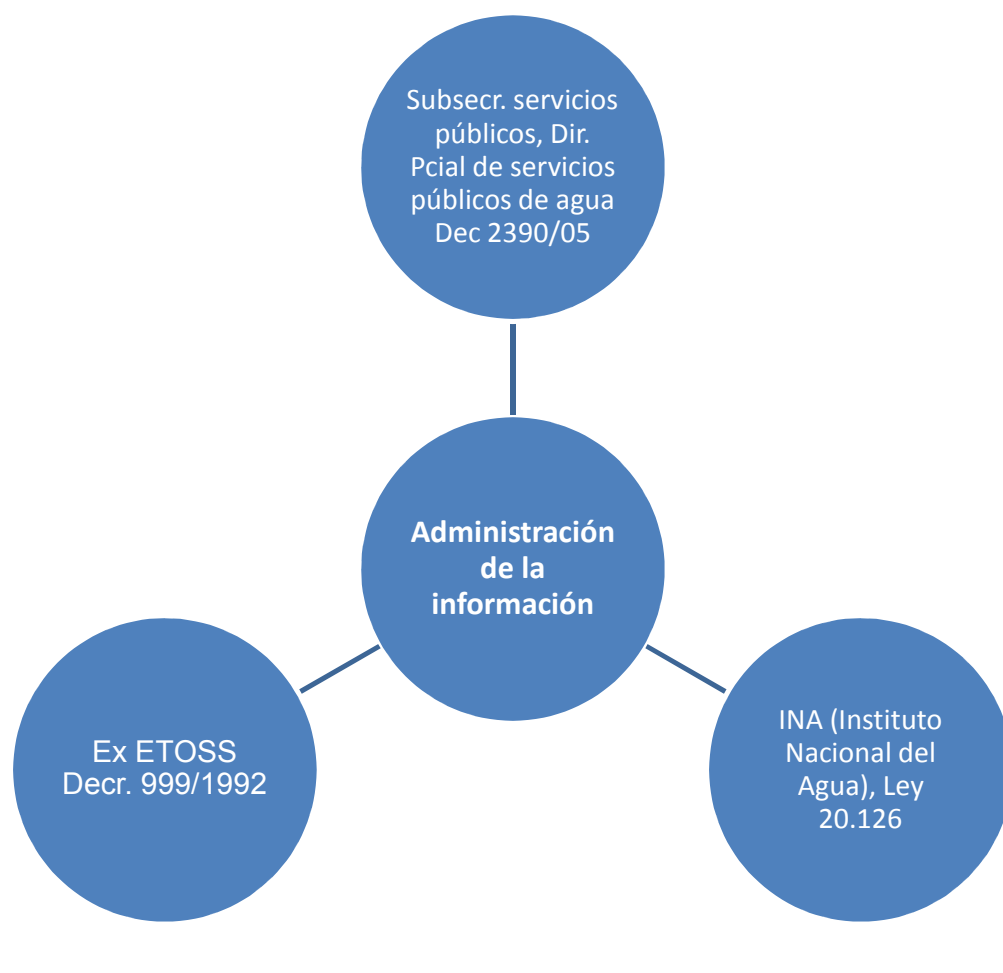 Subsecr. servicios
públicos, Dir.
Pcial de servicios
públicos de agua
Dec 2390/05
Administración
de la
información
Ex ETOSS
Decr. 999/1992
INA (Instituto
Nacional del
Agua), Ley
20.126